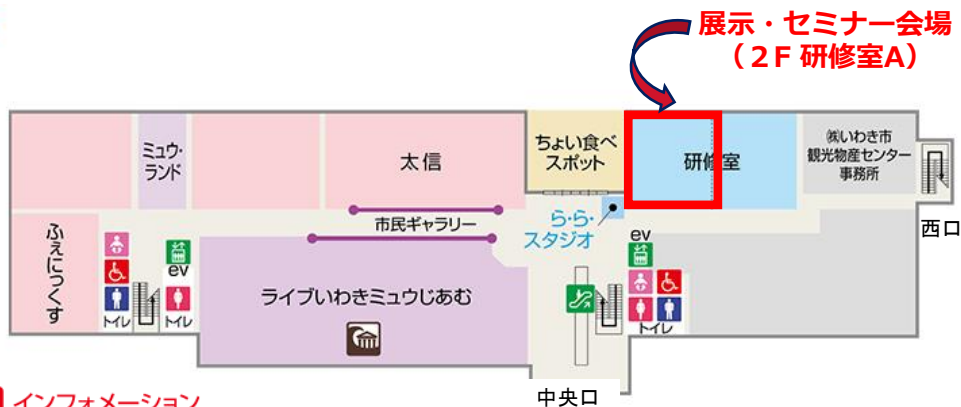 展示・セミナー会場
（２Ｆ 研修室A）
ミュウ・
ランド
太信
ちょい食べ
スポット
研修室
㈱いわき市
観光物産センター
事務所
西口
市民ギャラリー
ら・ら・
スタジオ
ふぇにっくす
ev
トイレ
トイレ
ライブいわきミュウじあむ
ev
トイレ
中央口
インフォメーション